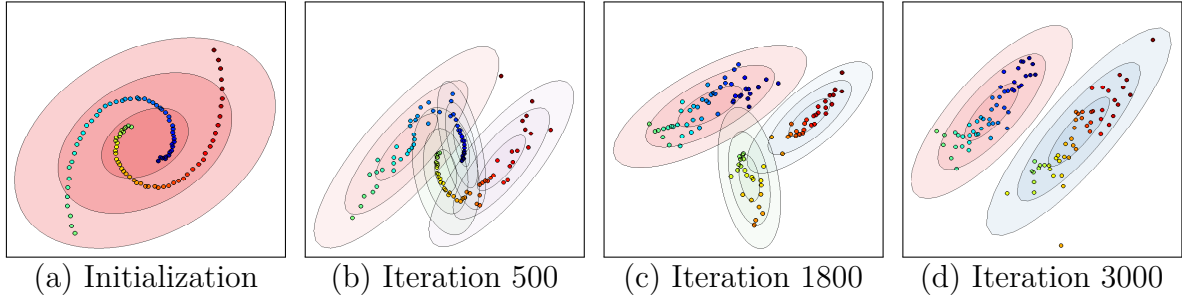 (a) Initialization
(b) Iteration 500
(c) Iteration 1800
(d) Iteration 3000